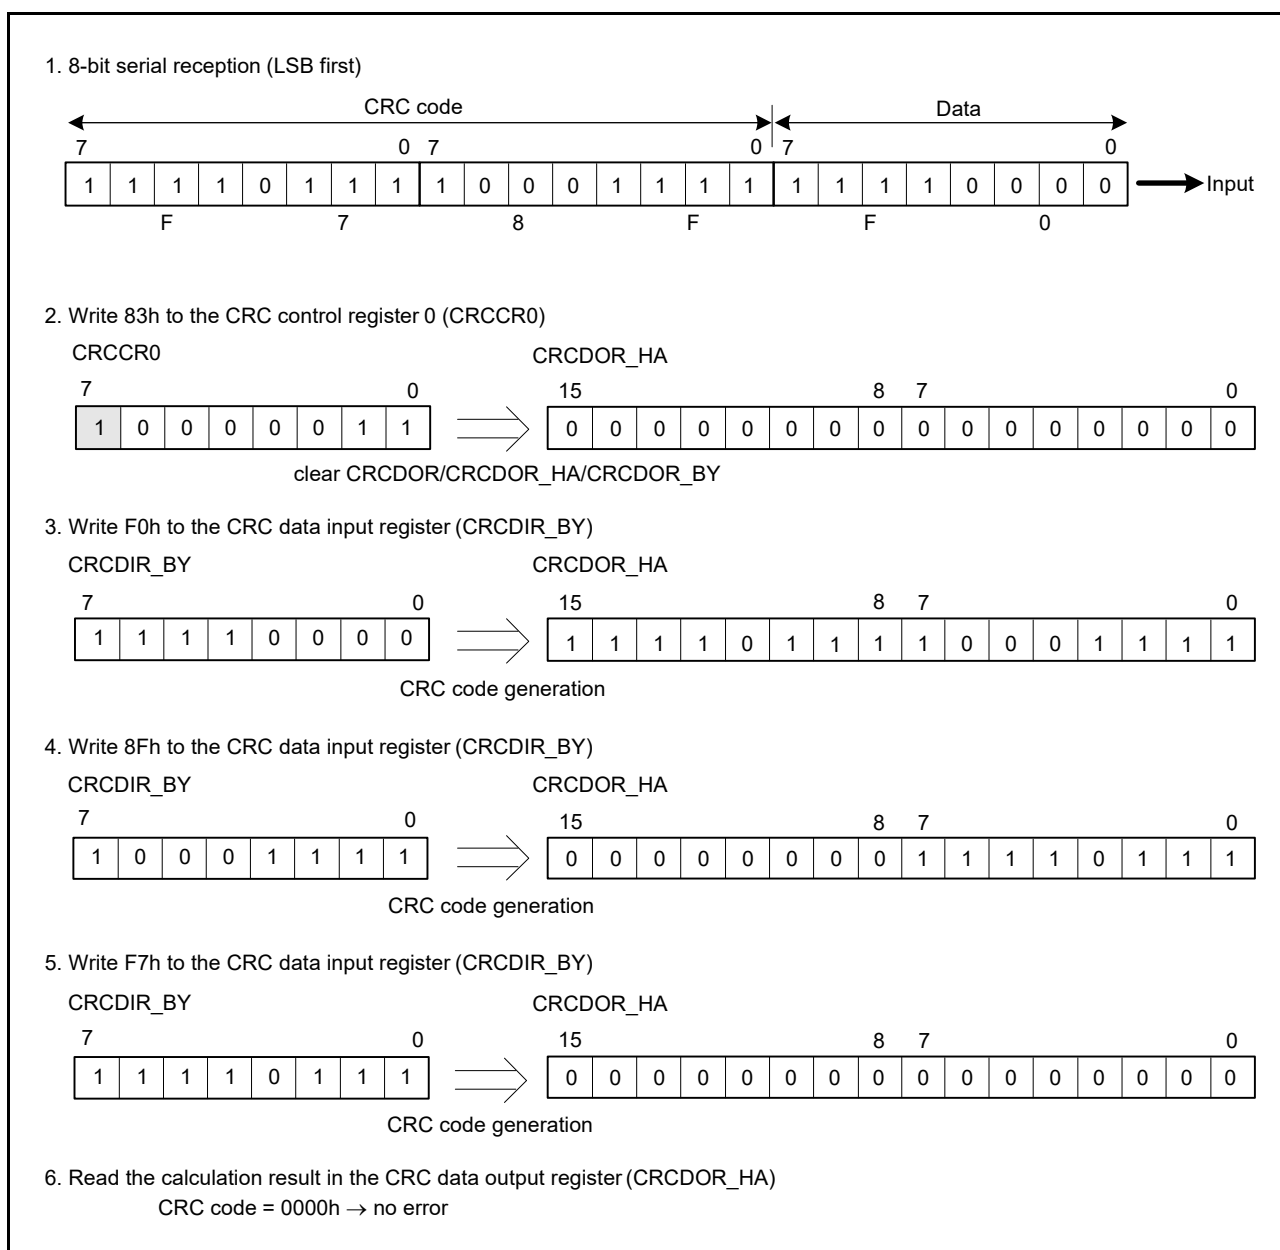 1. 8-bit serial reception (LSB first)
CRC code Data
7 0 7 0 7 0
1 1 1 1 0 1 1 1 1 0 0 0 1 1 1 1 1 1 1 1 0 0 0 0 Input
F 7 8 F F 0
2. Write 83h to the CRC control register 0 (CRCCR0)
CRCCR0 CRCDOR_HA
7 0 15 8 7 0
1 0 0 0 0 0 1 1 0 0 0 0 0 0 0 0 0 0 0 0 0 0 0 0
clear CRCDOR/CRCDOR_HA/CRCDOR_BY
3. Write F0h to the CRC data input register (CRCDIR_BY)
CRCDIR_BY CRCDOR_HA
7 0 15 8 7 0
1 1 1 1 0 0 0 0 1 1 1 1 0 1 1 1 1 0 0 0 1 1 1 1
CRC code generation
4. Write 8Fh to the CRC data input register (CRCDIR_BY)
CRCDIR_BY CRCDOR_HA
7 0 15 8 7 0
1 0 0 0 1 1 1 1 0 0 0 0 0 0 0 0 1 1 1 1 0 1 1 1
CRC code generation
5. Write F7h to the CRC data input register (CRCDIR_BY)
CRCDIR_BY CRCDOR_HA
7 0 15 8 7 0
1 1 1 1 0 1 1 1 0 0 0 0 0 0 0 0 0 0 0 0 0 0 0 0
CRC code generation
6. Read the calculation result in the CRC data output register (CRCDOR_HA)
CRC code = 0000h → no error